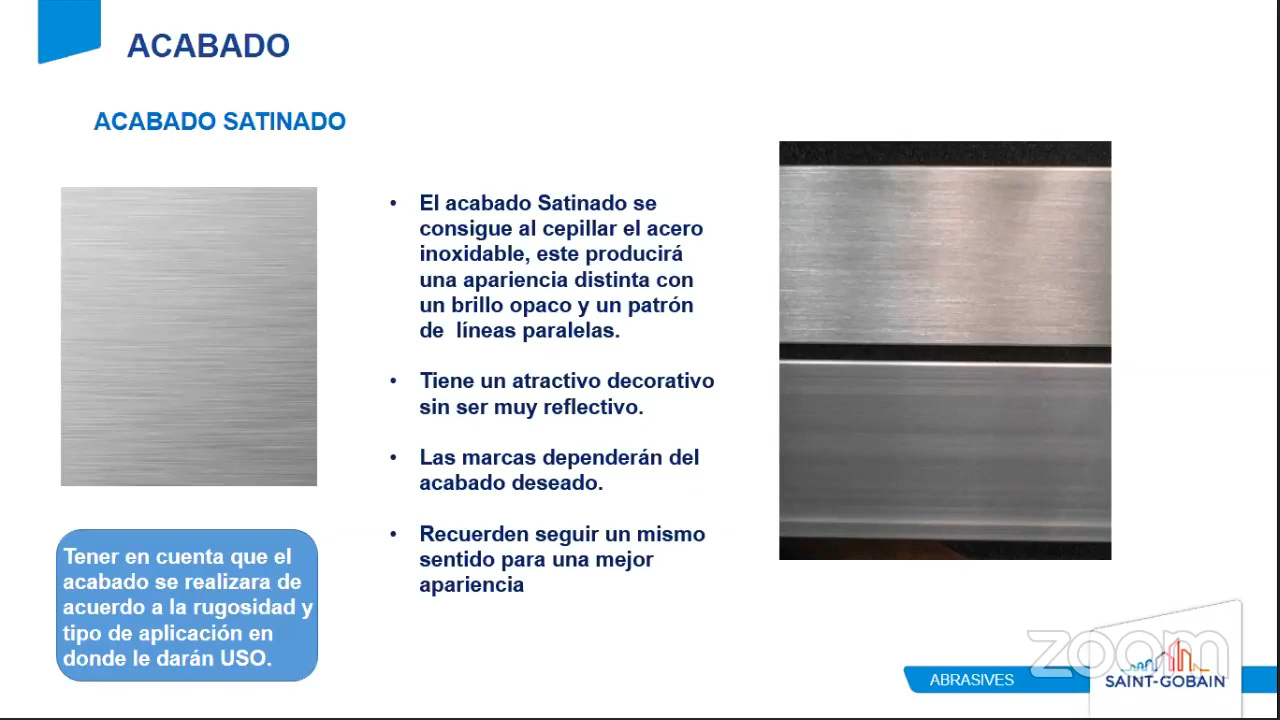 ACABADO
ACABADO SATINADO
• El acabado Satinado se
consigue al cepillar el acero
inoxidable, este producirá
una apariencia distinta con
un brillo opaco y un patrón
de líneas paralelas.
• Tiene un atractivo decorativo
sin ser muy reflectivo.
• Las marcas dependerán del
acabado deseado.
• Recuerden seguir un mismo
sentido para una mejor
apariencia
Tener en cuenta que el
acabado se realizara de
acuerdo a la rugosidad y
tipo de aplicación en
donde le darán USO.
zoom
ABRASIVES
SAINT-GOBAIN